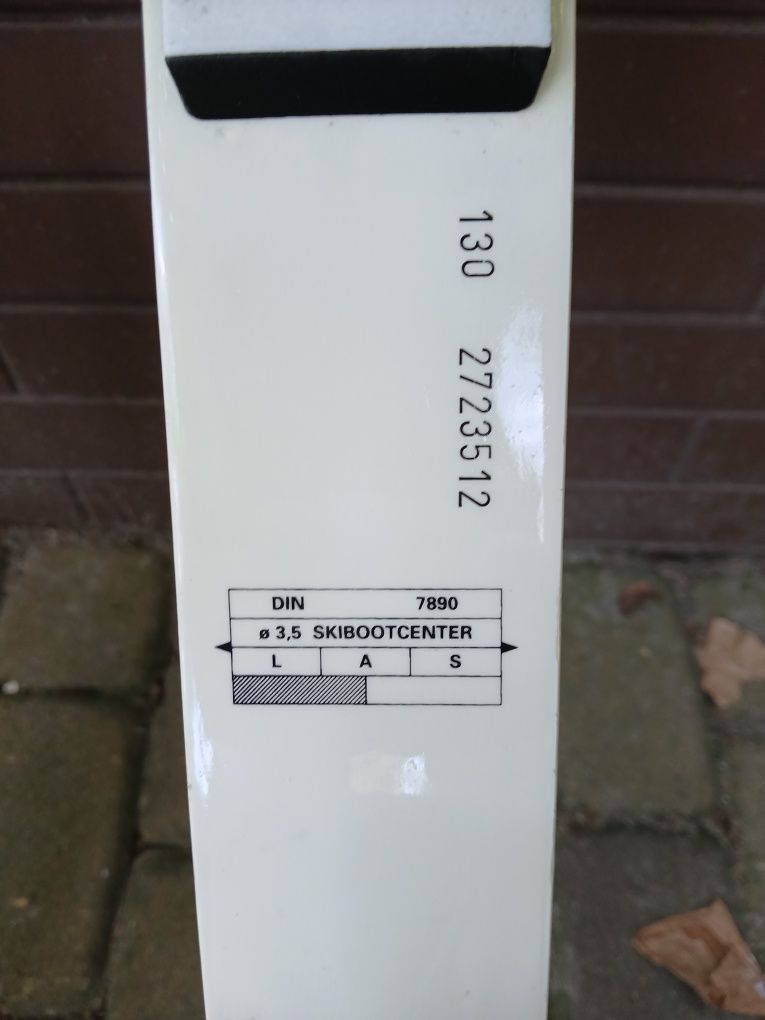 130 2723512
DIN 7890
ø 3,5 SKIBOOTCENTER
L A S